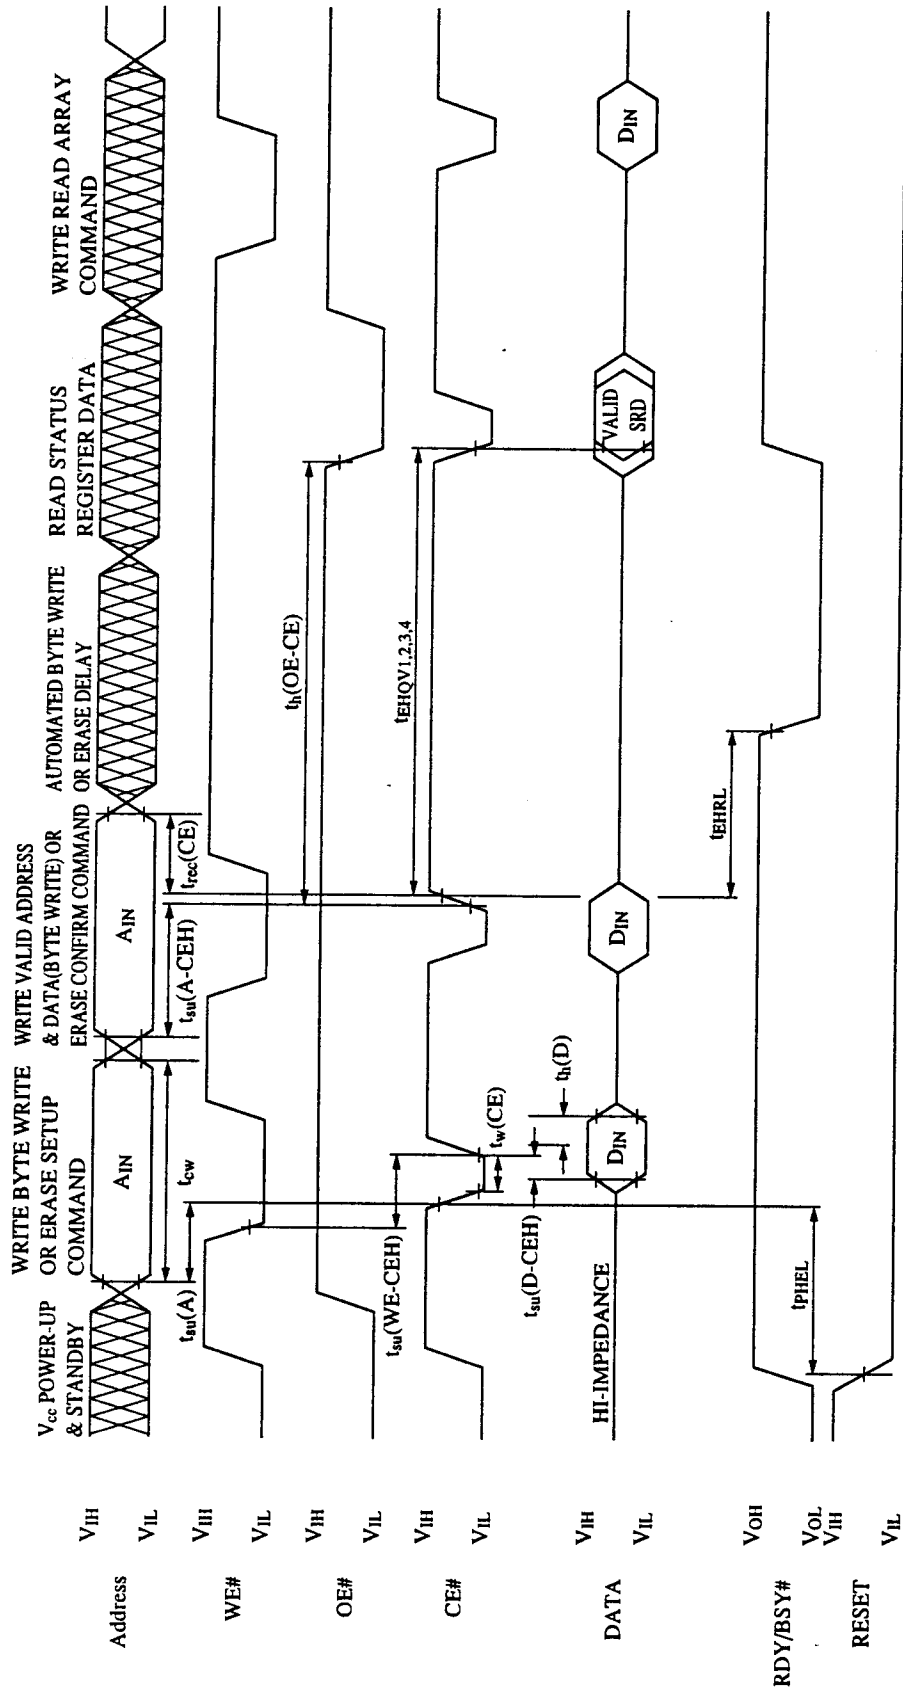 Vcc POWER-UP
& STANDBY
WRITE BYTE WRITE
OR ERASE SETUP
COMMAND
WRITE VALID ADDRESS
& DATA(BYTE WRITE) OR
ERASE CONFIRM COMMAND
AUTOMATED BYTE WRITE
OR ERASE DELAY
READ STATUS
REGISTER DATA
WRITE READ ARRAY
COMMAND
Address
VIH
VIL
AIN
AIN
tcw
tsu(A)
tsu(A-CEH)
trec(CE)
WE#
VIH
VIL
OE#
VIH
VIL
th(OE-CE)
tsu(WE-CEH)
CE#
VIH
VIL
tEHQV1,2,3,4
tw(CE)
tsu(D-CEH)
th(D)
DATA
VIH
VIL
HI-IMPEDANCE
DIN
DIN
VALID
SRD
DIN
tEHRL
RDY/BSY#
VOH
VOL
tPHEL
RESET
VIH
VIL